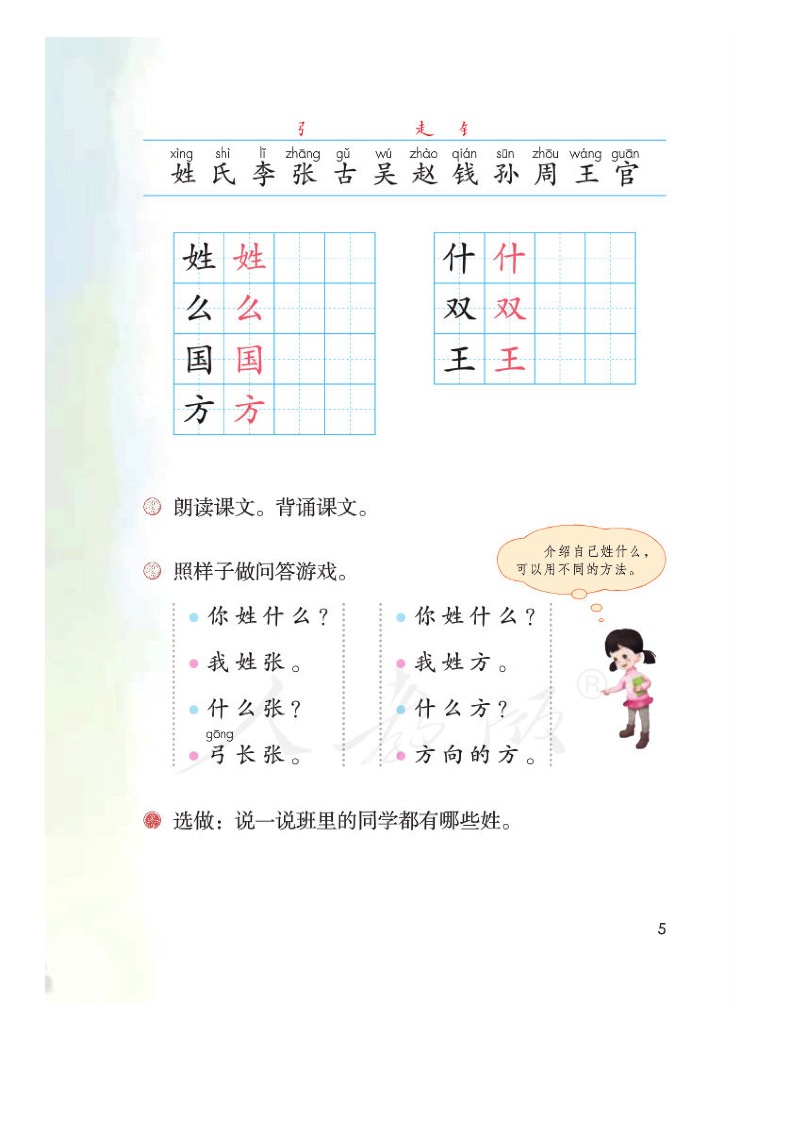 弓 走 钅
xìng shì lǐ zhāng gǔ wú zhào qián sūn zhōu wáng guān
姓 氏 李 张 古 吴 赵 钱 孙 周 王 官
姓 姓 什 什
么 么 双 双
国 国 王 王
方 方
朗读课文。背诵课文。
照样子做问答游戏。
介绍自己姓什么，
可以用不同的方法。
你姓什么？
我姓张。
什么张？
gōng
弓长张。
你姓什么？
我姓方。
什么方？
方向的方。
人教版®
选做：说一说班里的同学都有哪些姓。
5